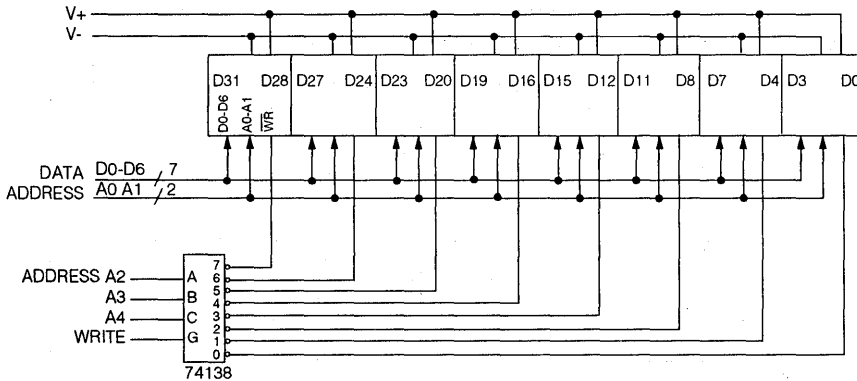 V+
V-
D31 D28 D27 D24 D23 D20 D19 D16 D15 D12 D11 D8 D7 D4 D3 D0
D0-D6 A0-A1 WR
DATA D0-D6 7
ADDRESS A0 A1 2
ADDRESS A2 A 7
6
A3 B 5
4
A4 C 3
2
WRITE G 1
0
74138